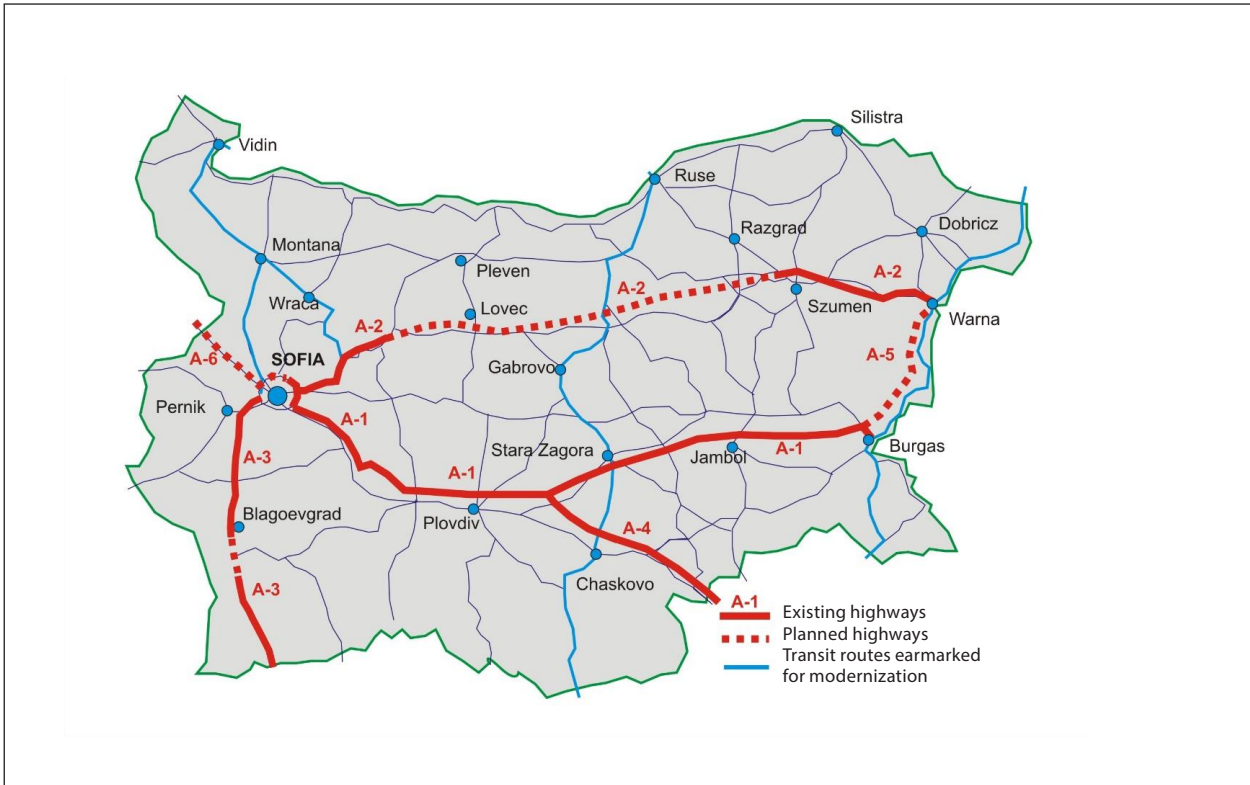 Silistra
Vidin
Ruse
Razgrad
Dobricz
Montana
Pleven
A-2
A-2
Wraca
Lovec
Szumen
Warna
A-2
A-6
SOFIA
A-5
Gabrovo
Pernik
A-1
Stara Zagora
Jambol
A-1
Burgas
A-3
A-1
Blagoevgrad
Plovdiv
A-4
Chaskovo
A-3
A-1
Existing highways
Planned highways
Transit routes earmarked
for modernization